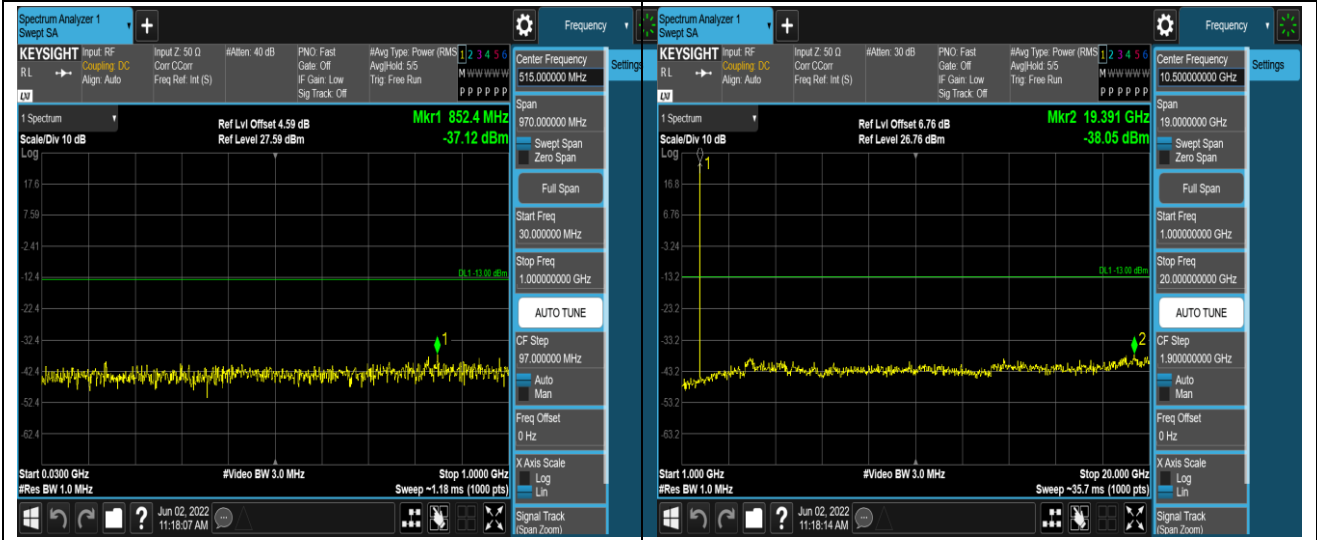 Spectrum Analyzer 1
Swept SA
+
Frequency
KEYSIGHT
RL
LXI
Input: RF
Coupling: DC
Align: Auto
Input Z: 50 Ω
Corr CCorr
Freq Ref: Int (S)
#Atten: 40 dB
PNO: Fast
Gate: Off
IF Gain: Low
Sig Track: Off
#Avg Type: Power (RMS
Avg|Hold: 5/5
Trig: Free Run
1 2 3 4 5 6
M W W W W W
P P P P P P
Center Frequency
515.000000 MHz
Settings
1 Spectrum
Scale/Div 10 dB
Log
Ref Lvl Offset 4.59 dB
Ref Level 27.59 dBm
Mkr1 852.4 MHz
-37.12 dBm
Span
970.000000 MHz
Swept Span
Zero Span
Full Span
Start Freq
30.000000 MHz
Stop Freq
1.000000000 GHz
AUTO TUNE
CF Step
97.000000 MHz
Auto
Man
Freq Offset
0 Hz
X Axis Scale
Log
Lin
Signal Track
(Span Zoom)
17.6
7.59
-2.41
-12.4
-22.4
-32.4
-42.4
-52.4
-62.4
DL1 -13.00 dBm
1
Start 0.0300 GHz
#Res BW 1.0 MHz
#Video BW 3.0 MHz
Stop 1.0000 GHz
Sweep ~1.18 ms (1000 pts)
?
Jun 02, 2022
11:18:07 AM
Spectrum Analyzer 1
Swept SA
+
Frequency
KEYSIGHT
RL
LXI
Input: RF
Coupling: DC
Align: Auto
Input Z: 50 Ω
Corr CCorr
Freq Ref: Int (S)
#Atten: 30 dB
PNO: Fast
Gate: Off
IF Gain: Low
Sig Track: Off
#Avg Type: Power (RMS
Avg|Hold: 5/5
Trig: Free Run
1 2 3 4 5 6
M W W W W W
P P P P P P
Center Frequency
10.500000000 GHz
Settings
1 Spectrum
Scale/Div 10 dB
Log
Ref Lvl Offset 6.76 dB
Ref Level 26.76 dBm
Mkr2 19.391 GHz
-38.05 dBm
Span
19.0000000 GHz
Swept Span
Zero Span
Full Span
Start Freq
1.000000000 GHz
Stop Freq
20.000000000 GHz
AUTO TUNE
CF Step
1.900000000 GHz
Auto
Man
Freq Offset
0 Hz
X Axis Scale
Log
Lin
Signal Track
(Span Zoom)
16.8
6.76
-3.24
-13.2
-23.2
-33.2
-43.2
-53.2
-63.2
1
DL1 -13.00 dBm
2
Start 1.000 GHz
#Res BW 1.0 MHz
#Video BW 3.0 MHz
Stop 20.000 GHz
Sweep ~35.7 ms (1000 pts)
?
Jun 02, 2022
11:18:14 AM